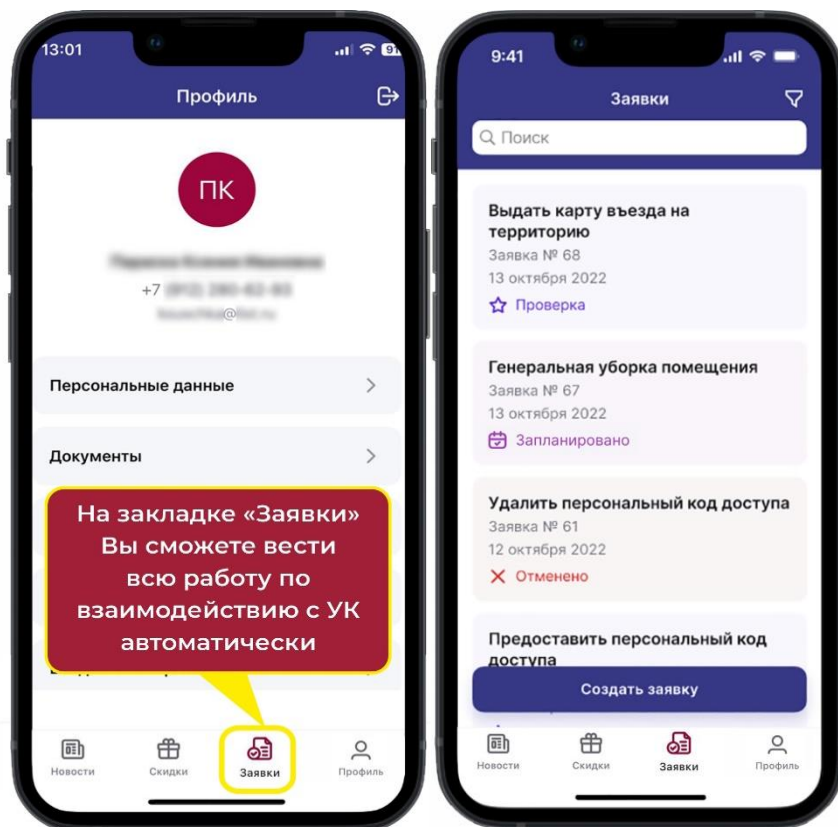 13:01
91
Профиль
ПК
+7
Персональные данные
Документы
На закладке «Заявки»
Вы сможете вести
всю работу по
взаимодействию с УК
автоматически
Новости
Скидки
Заявки
Профиль
9:41
Заявки
Поиск
Выдать карту въезда на
территорию
Заявка № 68
13 октября 2022
Проверка
Генеральная уборка помещения
Заявка № 67
13 октября 2022
Запланировано
Удалить персональный код доступа
Заявка № 61
12 октября 2022
Отменено
Предоставить персональный код
доступа
Создать заявку
Новости
Скидки
Заявки
Профиль